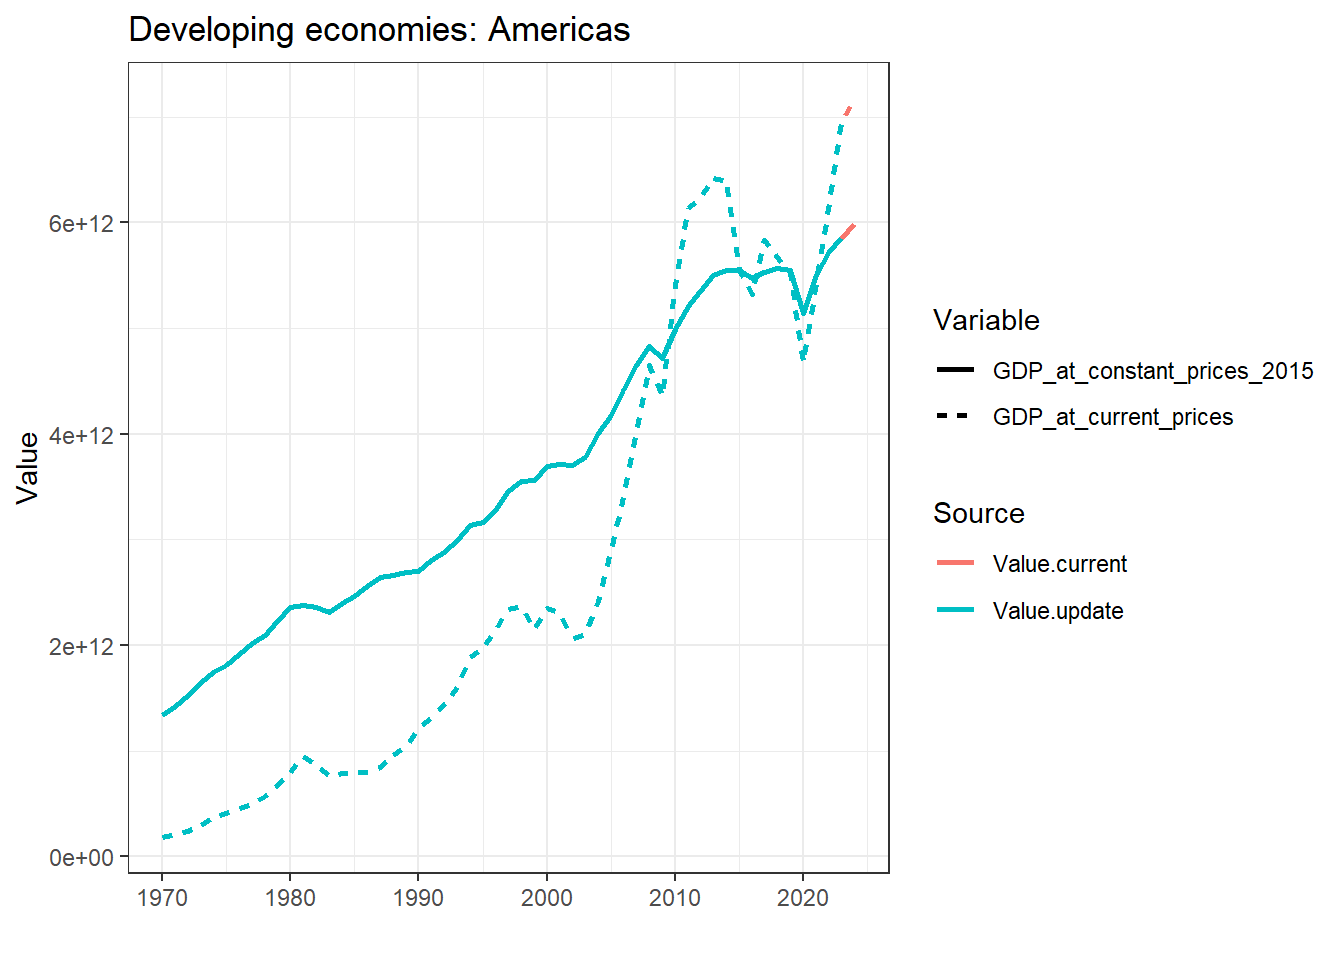 Developing economies: Americas
Value
6e+12
4e+12
2e+12
0e+00
1970 1980 1990 2000 2010 2020
Variable
GDP_at_constant_prices_2015
GDP_at_current_prices
Source
Value.current
Value.update